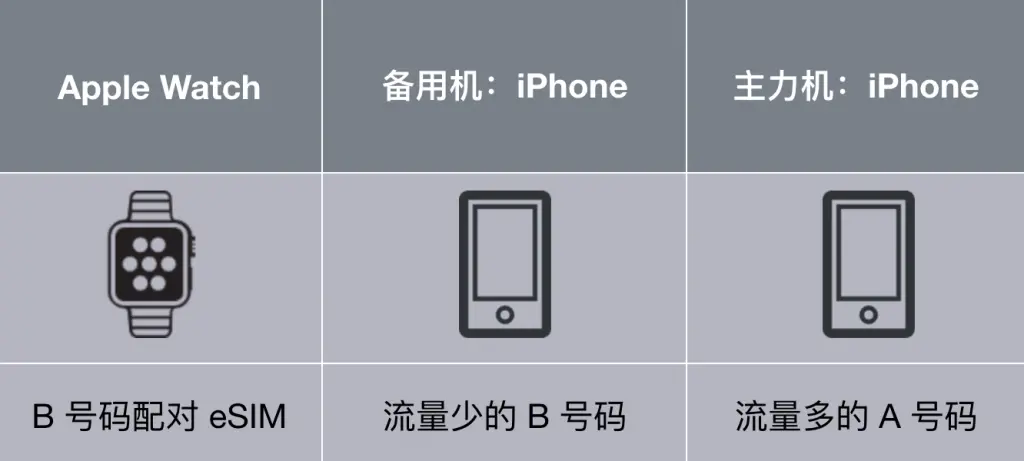 Apple Watch
备用机：iPhone
主力机：iPhone
B 号码配对 eSIM
流量少的 B 号码
流量多的 A 号码